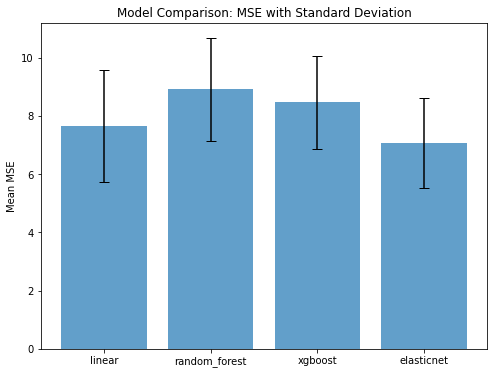 Model Comparison: MSE with Standard Deviation
Mean MSE
10
8
6
4
2
0
linear random_forest xgboost elasticnet